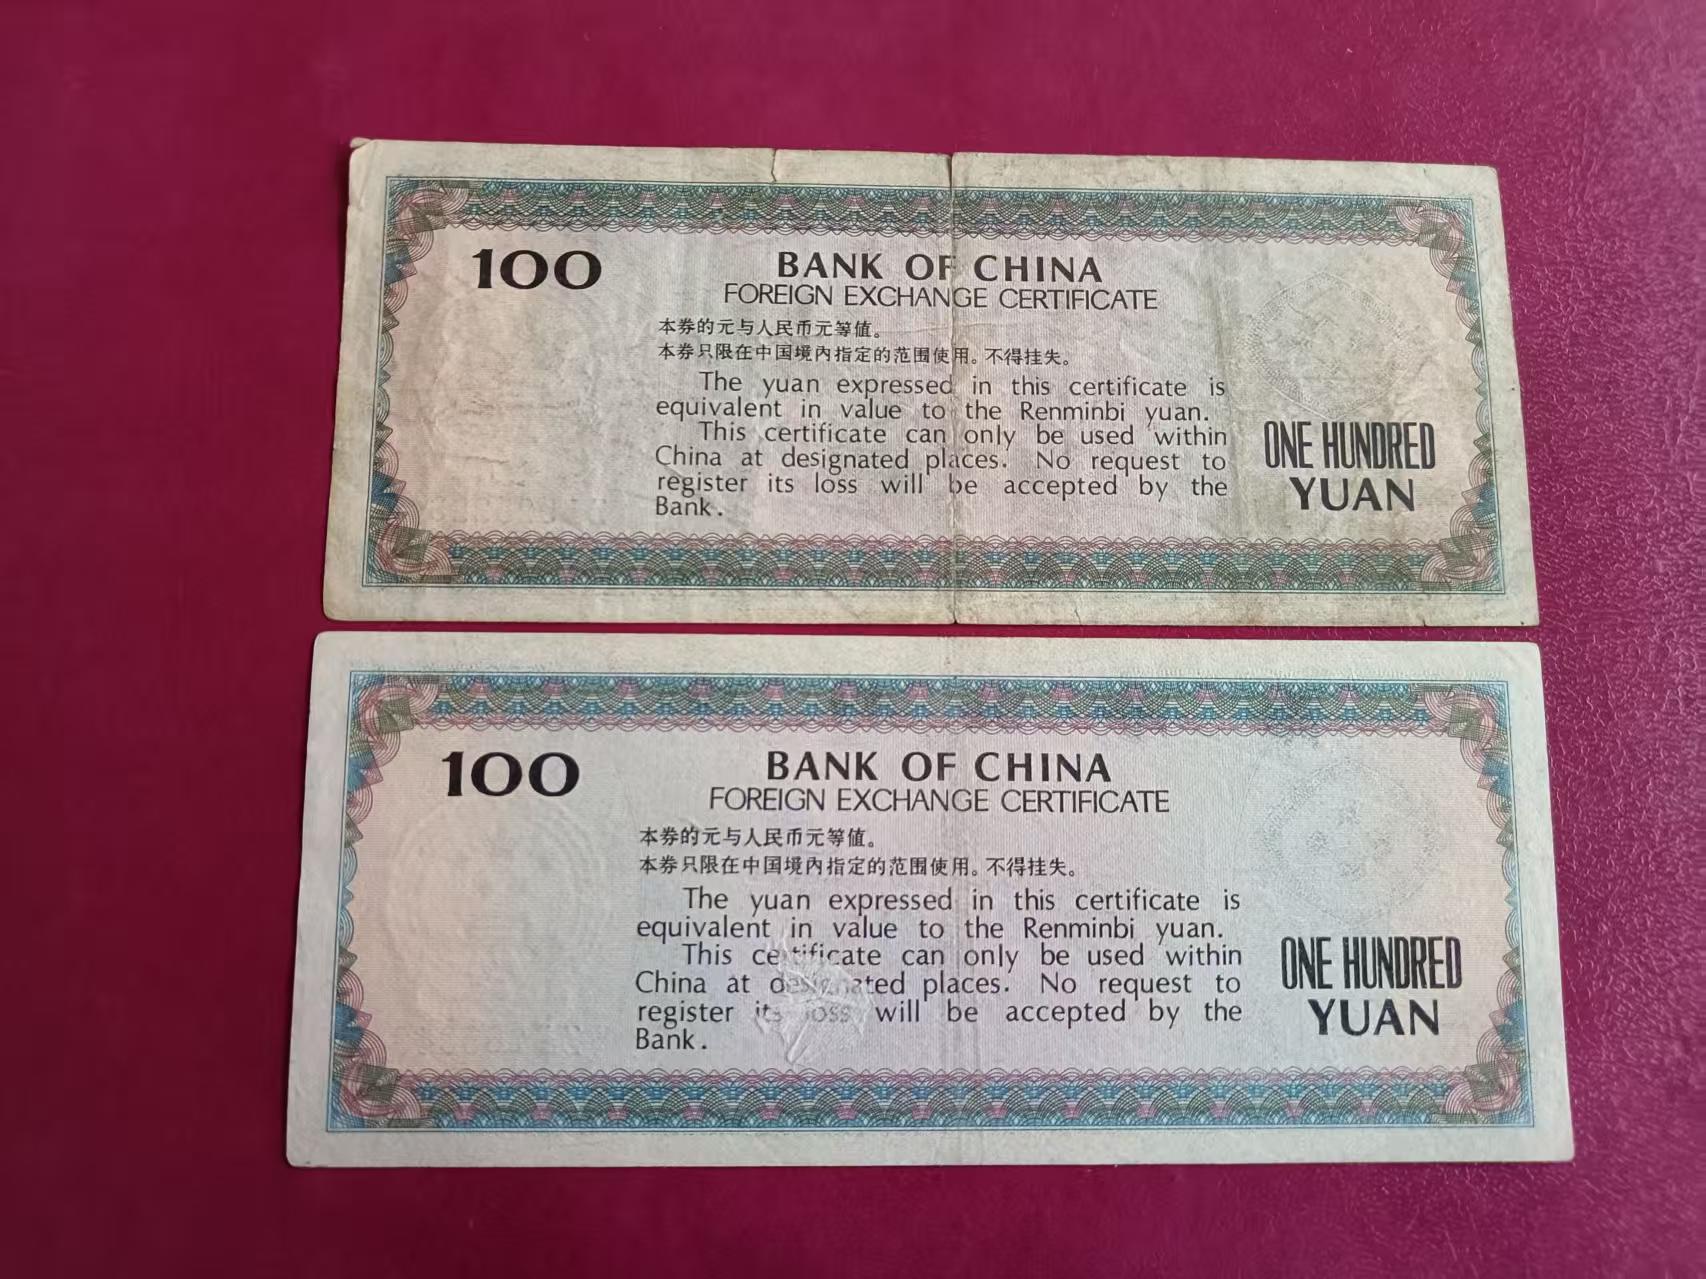 100
BANK OF CHINA
FOREIGN EXCHANGE CERTIFICATE
本券的元与人民币元等值。
本券只限在中国境内指定的范围使用。不得挂失。
The yuan expressed in this certificate is
equivalent in value to the Renminbi yuan.
This certificate can only be used within
China at designated places. No request to
register its loss will be accepted by the
Bank.
ONE HUNDRED
YUAN
100
BANK OF CHINA
FOREIGN EXCHANGE CERTIFICATE
本券的元与人民币元等值。
本券只限在中国境内指定的范围使用。不得挂失。
The yuan expressed in this certificate is
equivalent in value to the Renminbi yuan.
This certificate can only be used within
China at designated places. No request to
register its loss will be accepted by the
Bank.
ONE HUNDRED
YUAN